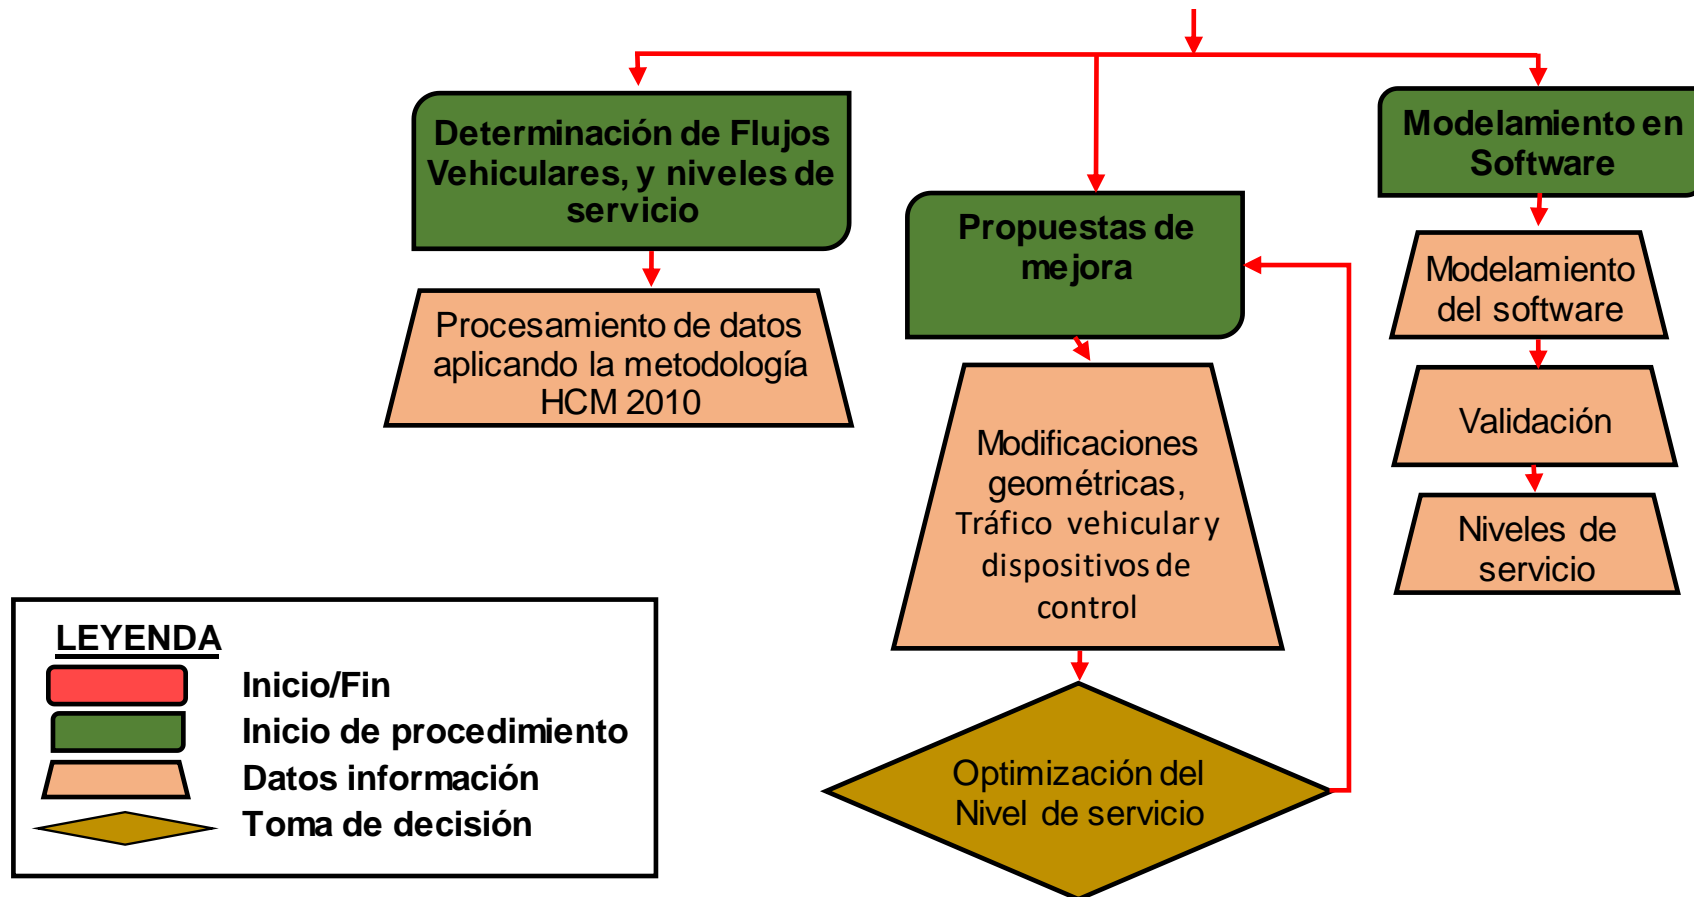 Determinación de Flujos
Vehiculares, y niveles de
servicio
Procesamiento de datos
aplicando la metodología
HCM 2010
Propuestas de
mejora
Modificaciones
geométricas,
Tráfico vehicular y
dispositivos de
control
Optimización del
Nivel de servicio
Modelamiento en
Software
Modelamiento
del software
Validación
Niveles de
servicio
LEYENDA
Inicio/Fin
Inicio de procedimiento
Datos información
Toma de decisión